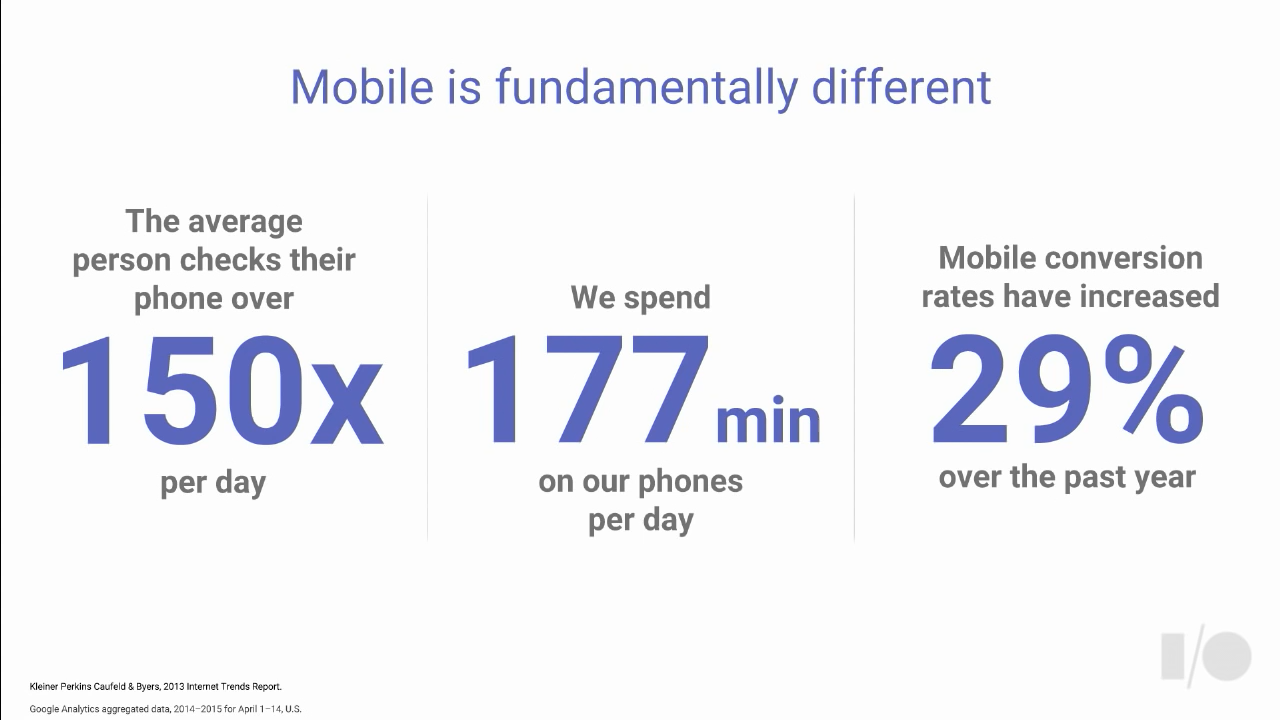 Mobile is fundamentally different
The average
person checks their
phone over
150x
per day
We spend
177 min
on our phones
per day
Mobile conversion
rates have increased
29%
over the past year
I/O
Kleiner Perkins Caufeld & Byers, 2013 Internet Trends Report.
Google Analytics aggregated data, 2014–2015 for April 1–14, U.S.